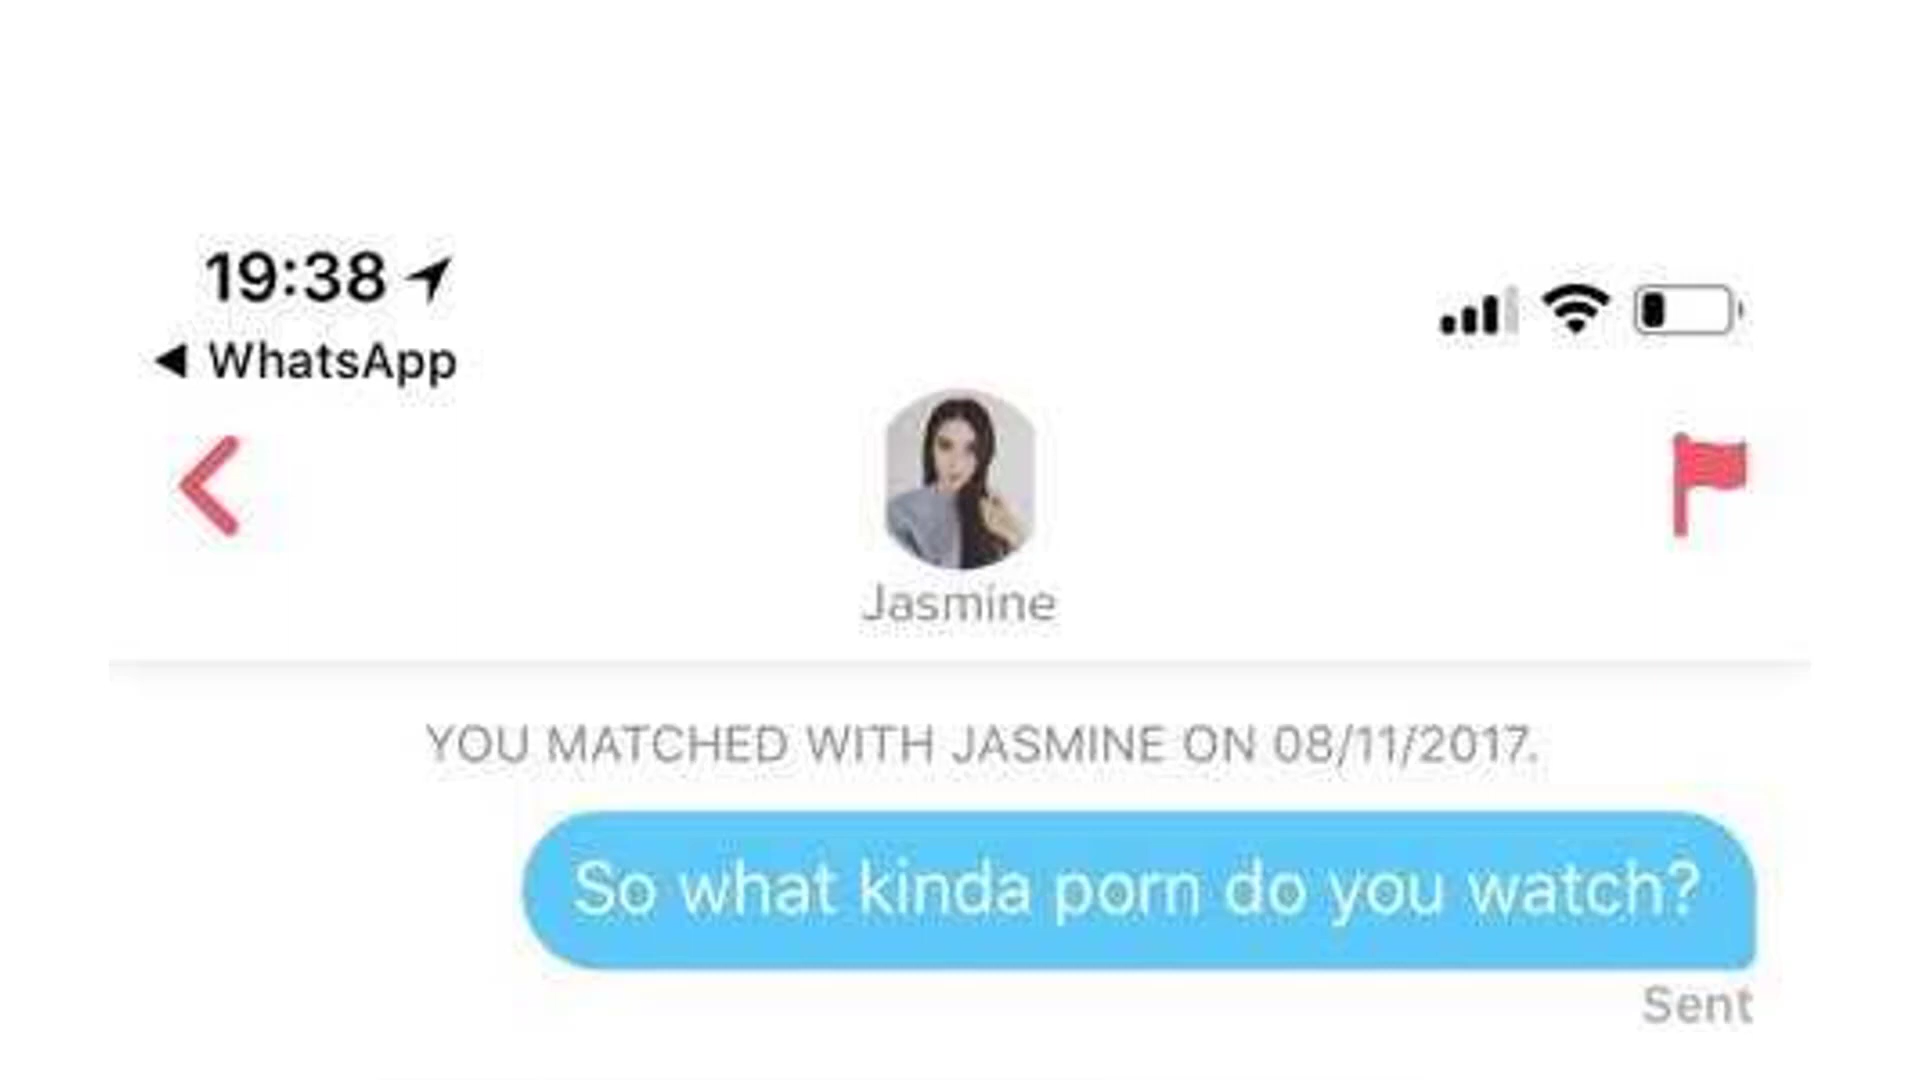 19:38
WhatsApp
Jasmine
YOU MATCHED WITH JASMINE ON 08/11/2017.
So what kinda porn do you watch?
Sent